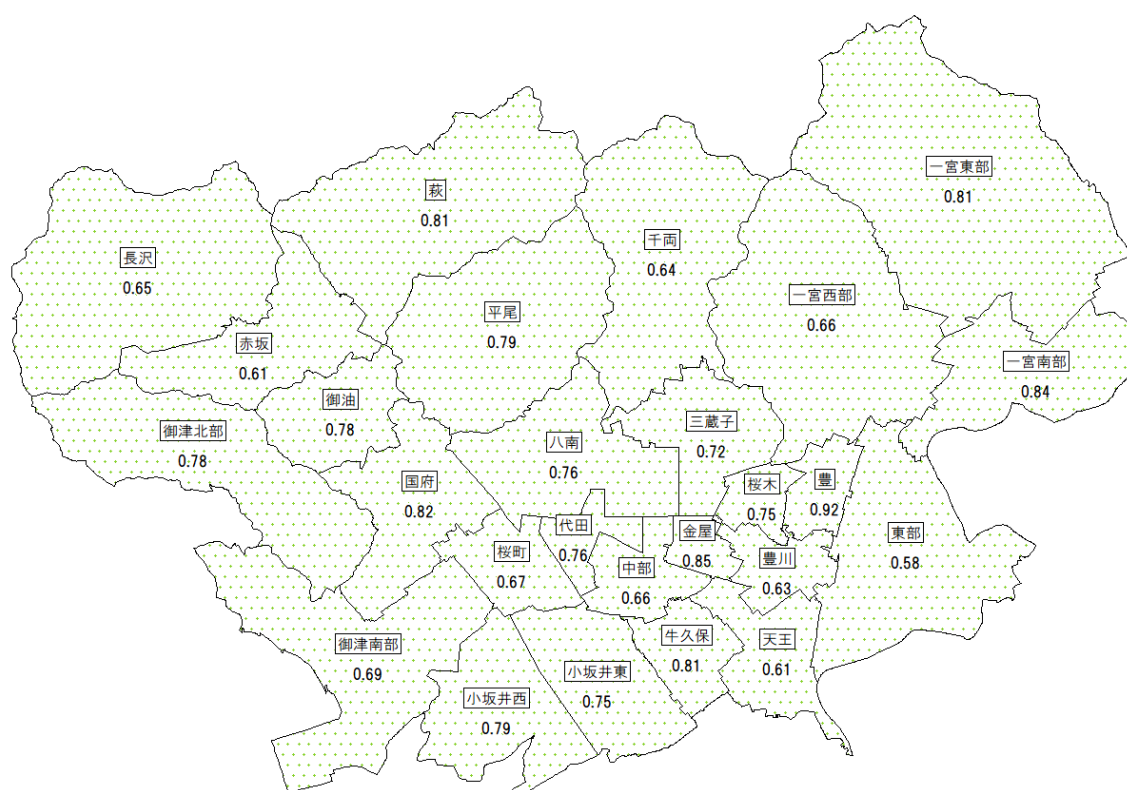 一宮東部
0.81
萩
0.81
千両
0.64
長沢
0.65
一宮西部
0.66
平尾
0.79
赤坂
0.61
一宮南部
0.84
御油
0.78
三蔵子
0.72
御津北部
0.78
八南
0.76
国府
0.82
桜木
0.75
豊
0.92
代田
0.76
金屋
0.85
東部
0.58
桜町
0.67
中部
0.66
豊川
0.63
御津南部
0.69
牛久保
0.81
天王
0.61
小坂井東
0.75
小坂井西
0.79